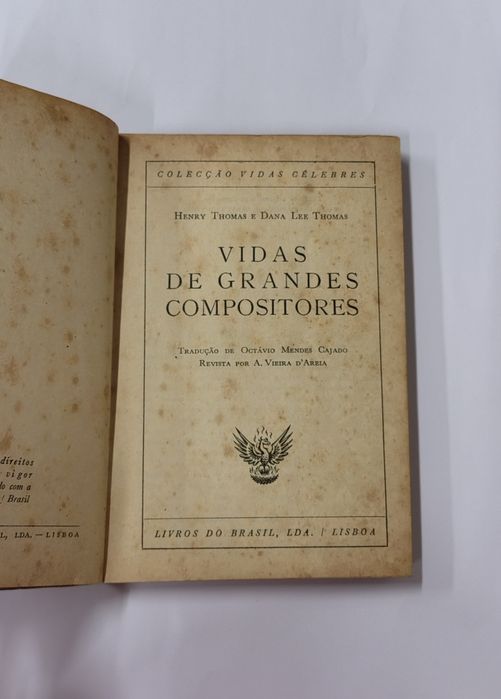 direitos
vigor
do com a
Brasil
L, LDA. — LISBOA
COLECÇÃO VIDAS CÉLEBRES
HENRY THOMAS E DANA LEE THOMAS
VIDAS
DE GRANDES
COMPOSITORES
TRADUÇÃO DE OCTÁVIO MENDES CAJADO
REVISTA POR A. VIEIRA D'AREIA
LIVROS DO BRASIL, LDA. / LISBOA